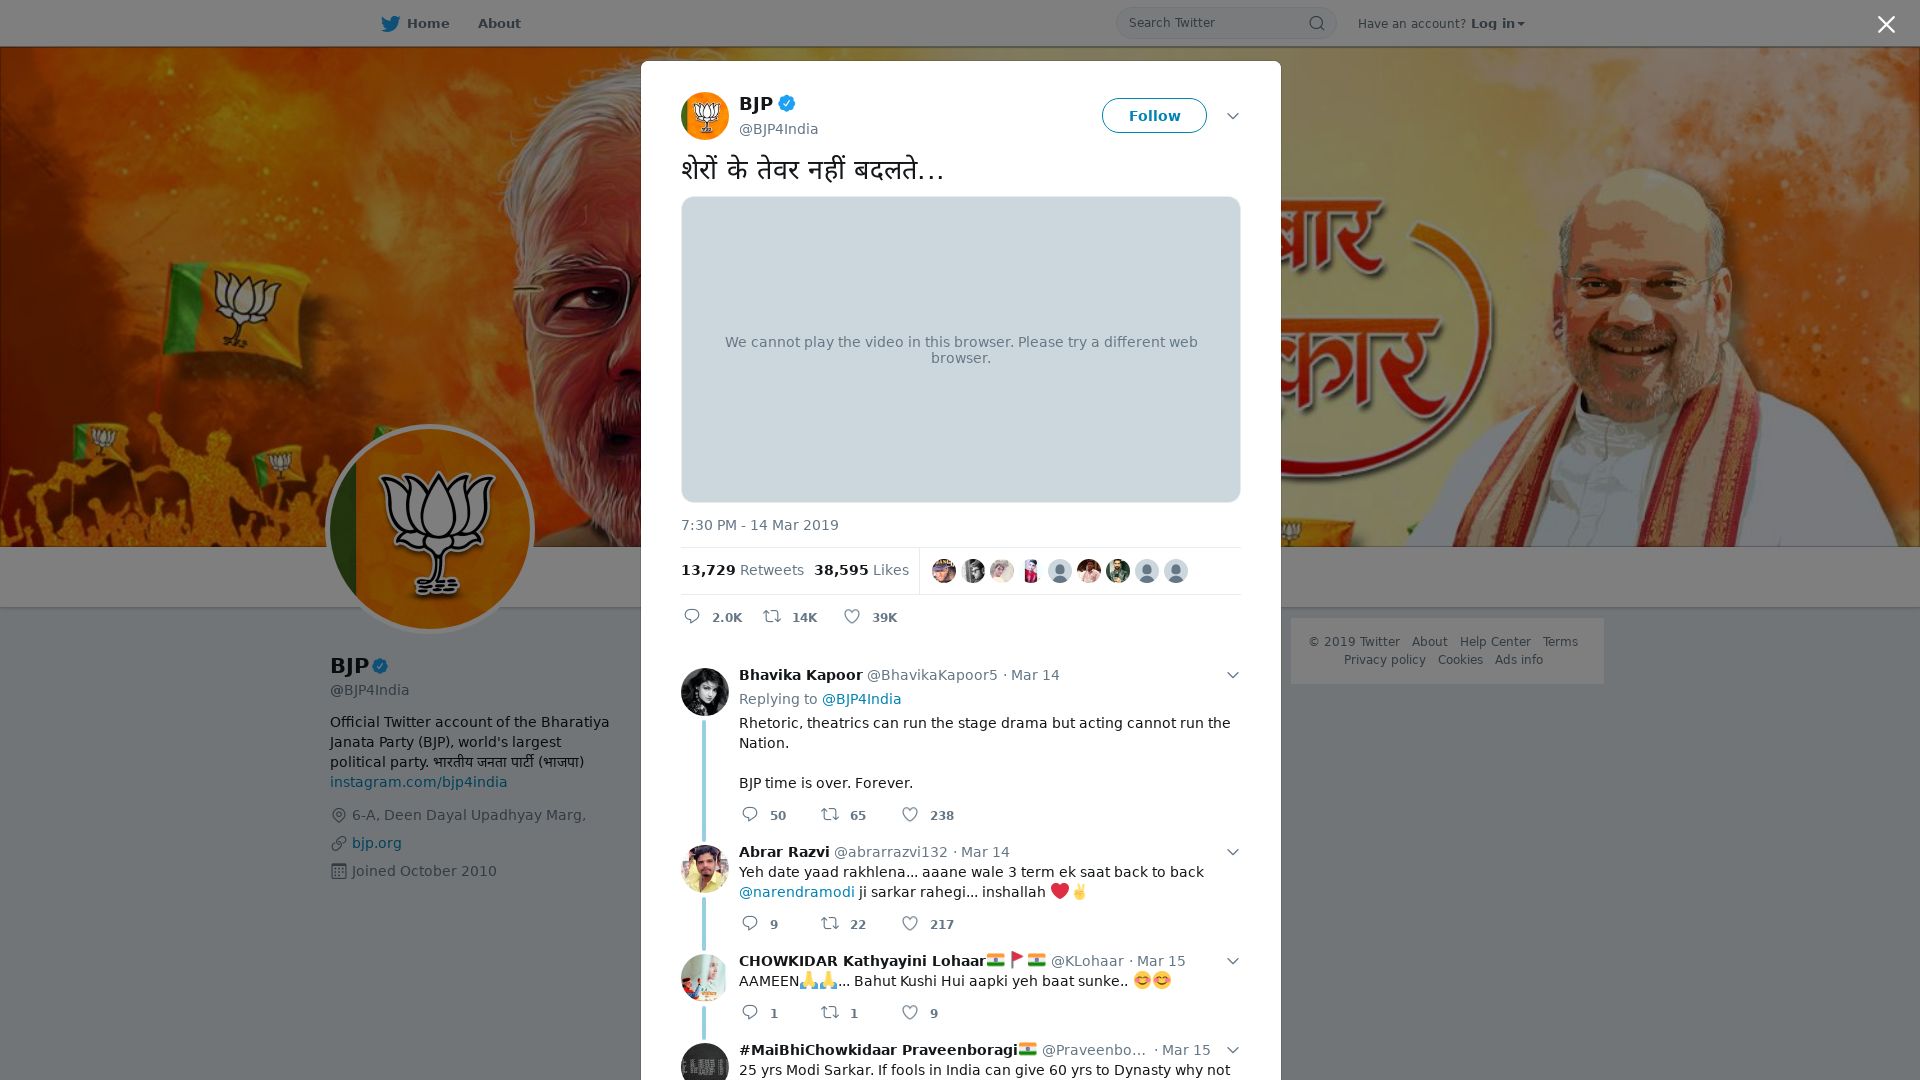 Home
About
Search Twitter
Have an account? Log in
BJP
@BJP4India
Follow
शेरों के तेवर नहीं बदलते...
We cannot play the video in this browser. Please try a different web
browser.
7:30 PM - 14 Mar 2019
13,729 Retweets 38,595 Likes
2.0K 14K 39K
Bhavika Kapoor @BhavikaKapoor5 · Mar 14
Replying to @BJP4India
Rhetoric, theatrics can run the stage drama but acting cannot run the
Nation.
BJP time is over. Forever.
50 65 238
Abrar Razvi @abrarrazvi132 · Mar 14
Yeh date yaad rakhlena... aaane wale 3 term ek saat back to back
@narendramodi ji sarkar rahegi... inshallah ❤️✌
9 22 217
CHOWKIDAR Kathyayini Lohaar🇮🇳🚩🇮🇳 @KLohaar · Mar 15
AAMEEN🙏🙏... Bahut Kushi Hui aapki yeh baat sunke.. 😊😊
1 1 9
#MaiBhiChowkidaar Praveenboragi🇮🇳 @Praveenbo... · Mar 15
25 yrs Modi Sarkar. If fools in India can give 60 yrs to Dynasty why not
BJP
@BJP4India
Official Twitter account of the Bharatiya
Janata Party (BJP), world's largest
political party. भारतीय जनता पार्टी (भाजपा)
instagram.com/bjp4india
6-A, Deen Dayal Upadhyay Marg,
bjp.org
Joined October 2010
© 2019 Twitter About Help Center Terms
Privacy policy Cookies Ads info